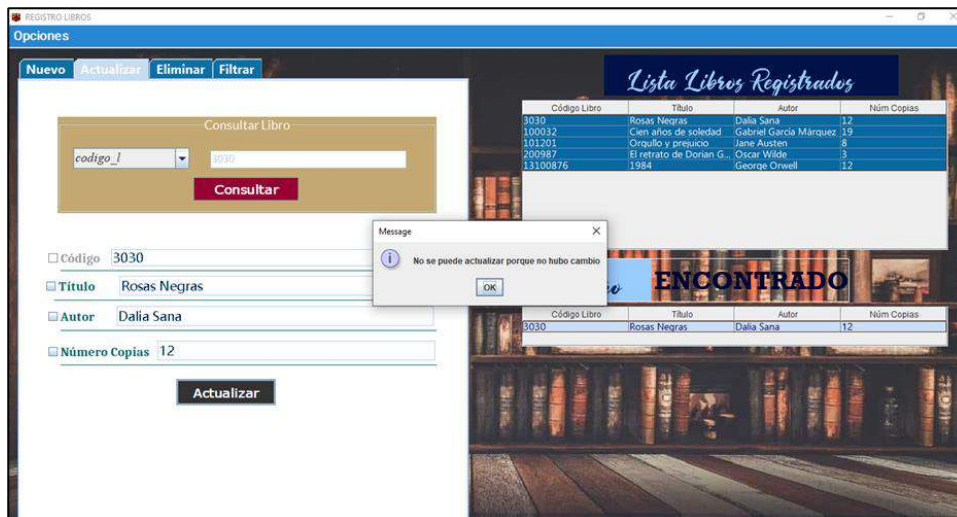 REGISTRO LIBROS
Opciones
Nuevo Actualizar Eliminar Filtrar
Consultar Libro
codigo_l 3030
Consultar
Código 3030
Título Rosas Negras
Autor Dalia Sana
Número Copias 12
Actualizar
Lista Libros Registrados
Código Libro Título Autor Núm Copias
3030 Rosas Negras Dalia Sana 12
100032 Cien años de soledad Gabriel García Márquez 19
101201 Orgullo y prejuicio Jane Austen 8
200987 El retrato de Dorian G... Oscar Wilde 3
13100876 1984 George Orwell 12
Message
No se puede actualizar porque no hubo cambio
OK
ENCONTRADO
Código Libro Título Autor Núm Copias
3030 Rosas Negras Dalia Sana 12